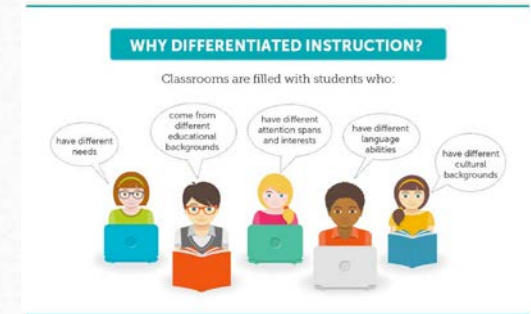 WHY DIFFERENTIATED INSTRUCTION?
Classrooms are filled with students who:
have different
needs
come from
different
educational
backgrounds
have different
attention spans
and interests
have different
language
abilities
have different
cultural
backgrounds